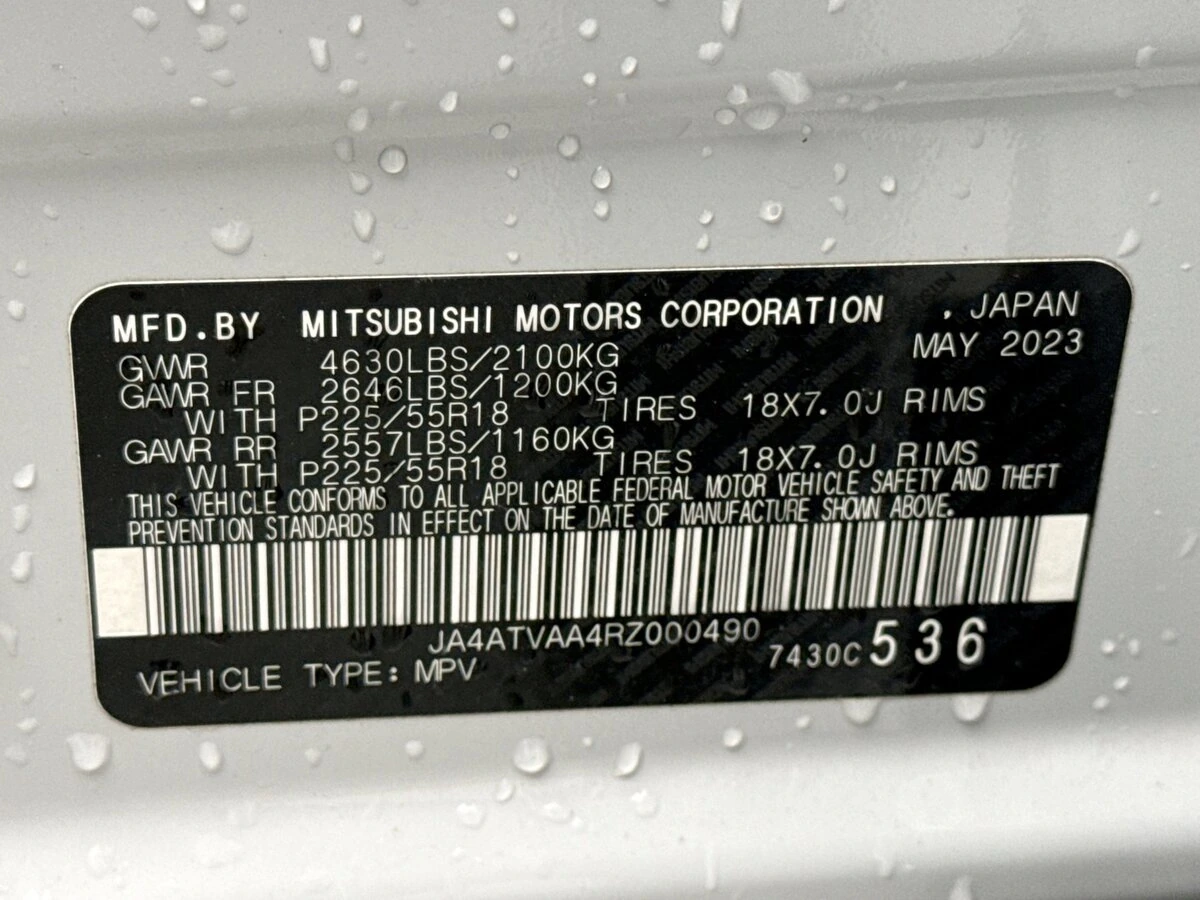 MFD.BY MITSUBISHI MOTORS CORPORATION , JAPAN
GVWR 4630LBS/2100KG MAY 2023
GAWR FR 2646LBS/1200KG
WITH P225/55R18 TIRES 18X7.0J RIMS
GAWR RR 2557LBS/1160KG
WITH P225/55R18 TIRES 18X7.0J RIMS
THIS VEHICLE CONFORMS TO ALL APPLICABLE FEDERAL MOTOR VEHICLE SAFETY AND THEFT
PREVENTION STANDARDS IN EFFECT ON THE DATE OF MANUFACTURE SHOWN ABOVE.
JA4ATVAA4RZ000490
VEHICLE TYPE: MPV 7430C 536